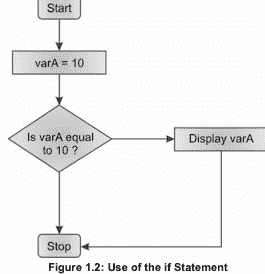 Start
varA = 10
Is varA equal
to 10 ?
Display varA
Stop
Figure 1.2: Use of the if Statement